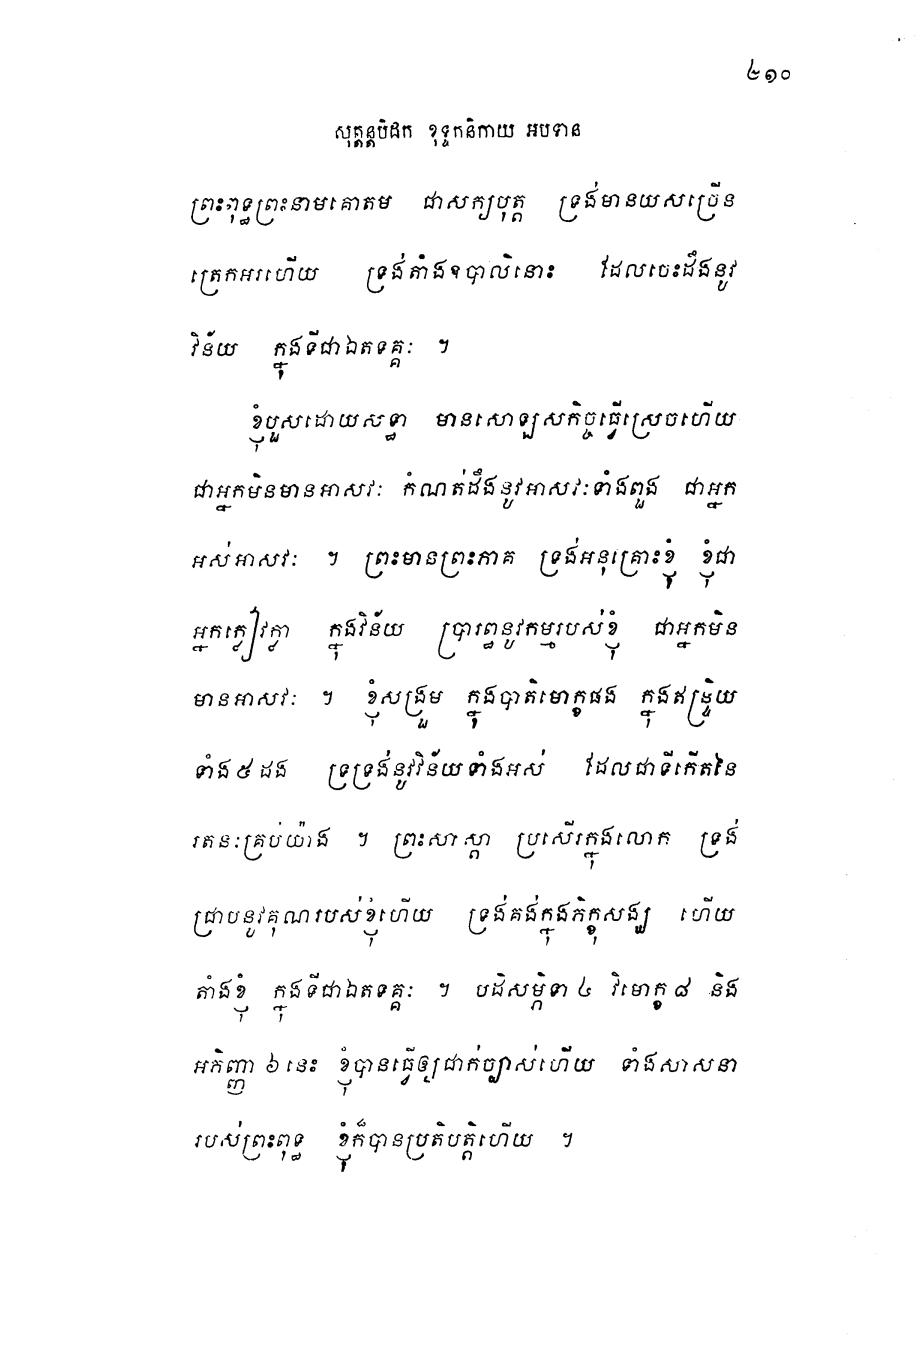 ៤១០
សុត្តន្តបិដក ខុទ្ទកនិកាយ អបទាន
ព្រះពុទ្ធព្រះនាមគោតម ជាសក្យបុត្ត ទ្រង់មានយសច្រើន
ត្រេកអរហើយ ទ្រង់តាំងឧបាលិនោះ ដែលចេះដឹងនូវ
វិន័យ ក្នុងទីជាឯតទគ្គៈ ។
ខ្ញុំបួសដោយសទ្ធា មានសោឡសកិច្ចធ្វើស្រេចហើយ
ជាអ្នកមិនមានអាសវៈ កំណត់ដឹងនូវអាសវៈទាំងពួង ជាអ្នក
អស់អាសវៈ ។ ព្រះមានព្រះភាគ ទ្រង់អនុគ្រោះខ្ញុំ ខ្ញុំជា
អ្នកក្លៀវក្លា ក្នុងវិន័យ ប្រារព្ធនូវកម្មរបស់ខ្ញុំ ជាអ្នកមិន
មានអាសវៈ ។ ខ្ញុំសង្រួម ក្នុងបាតិមោក្ខផង ក្នុងឥន្ទ្រិយ
ទាំង៥ដង ទ្រទ្រង់នូវវិន័យទាំងអស់ ដែលជាទីកើតនៃ
រតនៈគ្រប់យ៉ាង ។ ព្រះសាស្តា ប្រសើរក្នុងលោក ទ្រង់
ជ្រាបនូវគុណរបស់ខ្ញុំហើយ ទ្រង់គង់ក្នុងភិក្ខុសង្ឃ ហើយ
តាំងខ្ញុំ ក្នុងទីជាឯតទគ្គៈ ។ បដិសម្ភិទា ៤ វិមោក្ខ ៨ និង
អភិញ្ញា ៦ នេះ ខ្ញុំបានធ្វើឲ្យជាក់ច្បាស់ហើយ ទាំងសាសនា
របស់ព្រះពុទ្ធ ខ្ញុំក៏បានប្រតិបត្តិហើយ ។